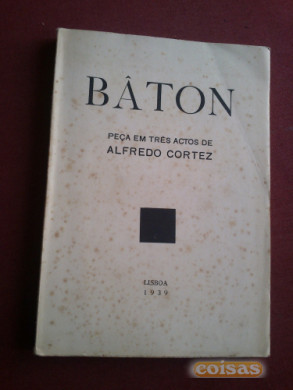 BÂTON
PEÇA EM TRÊS ACTOS DE
ALFREDO CORTEZ
LISBOA
1939
coisas